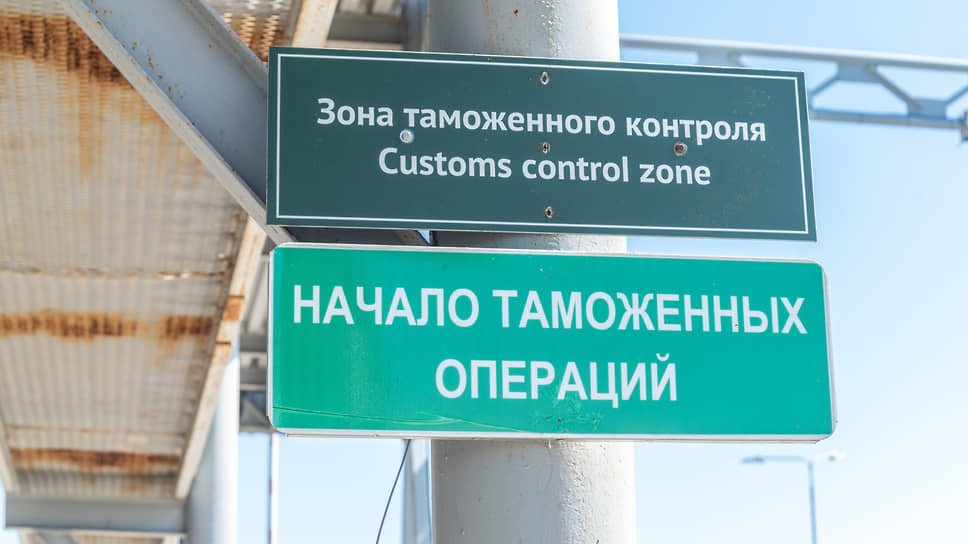 Зона таможенного контроля
Customs control zone
НАЧАЛО ТАМОЖЕННЫХ
ОПЕРАЦИЙ